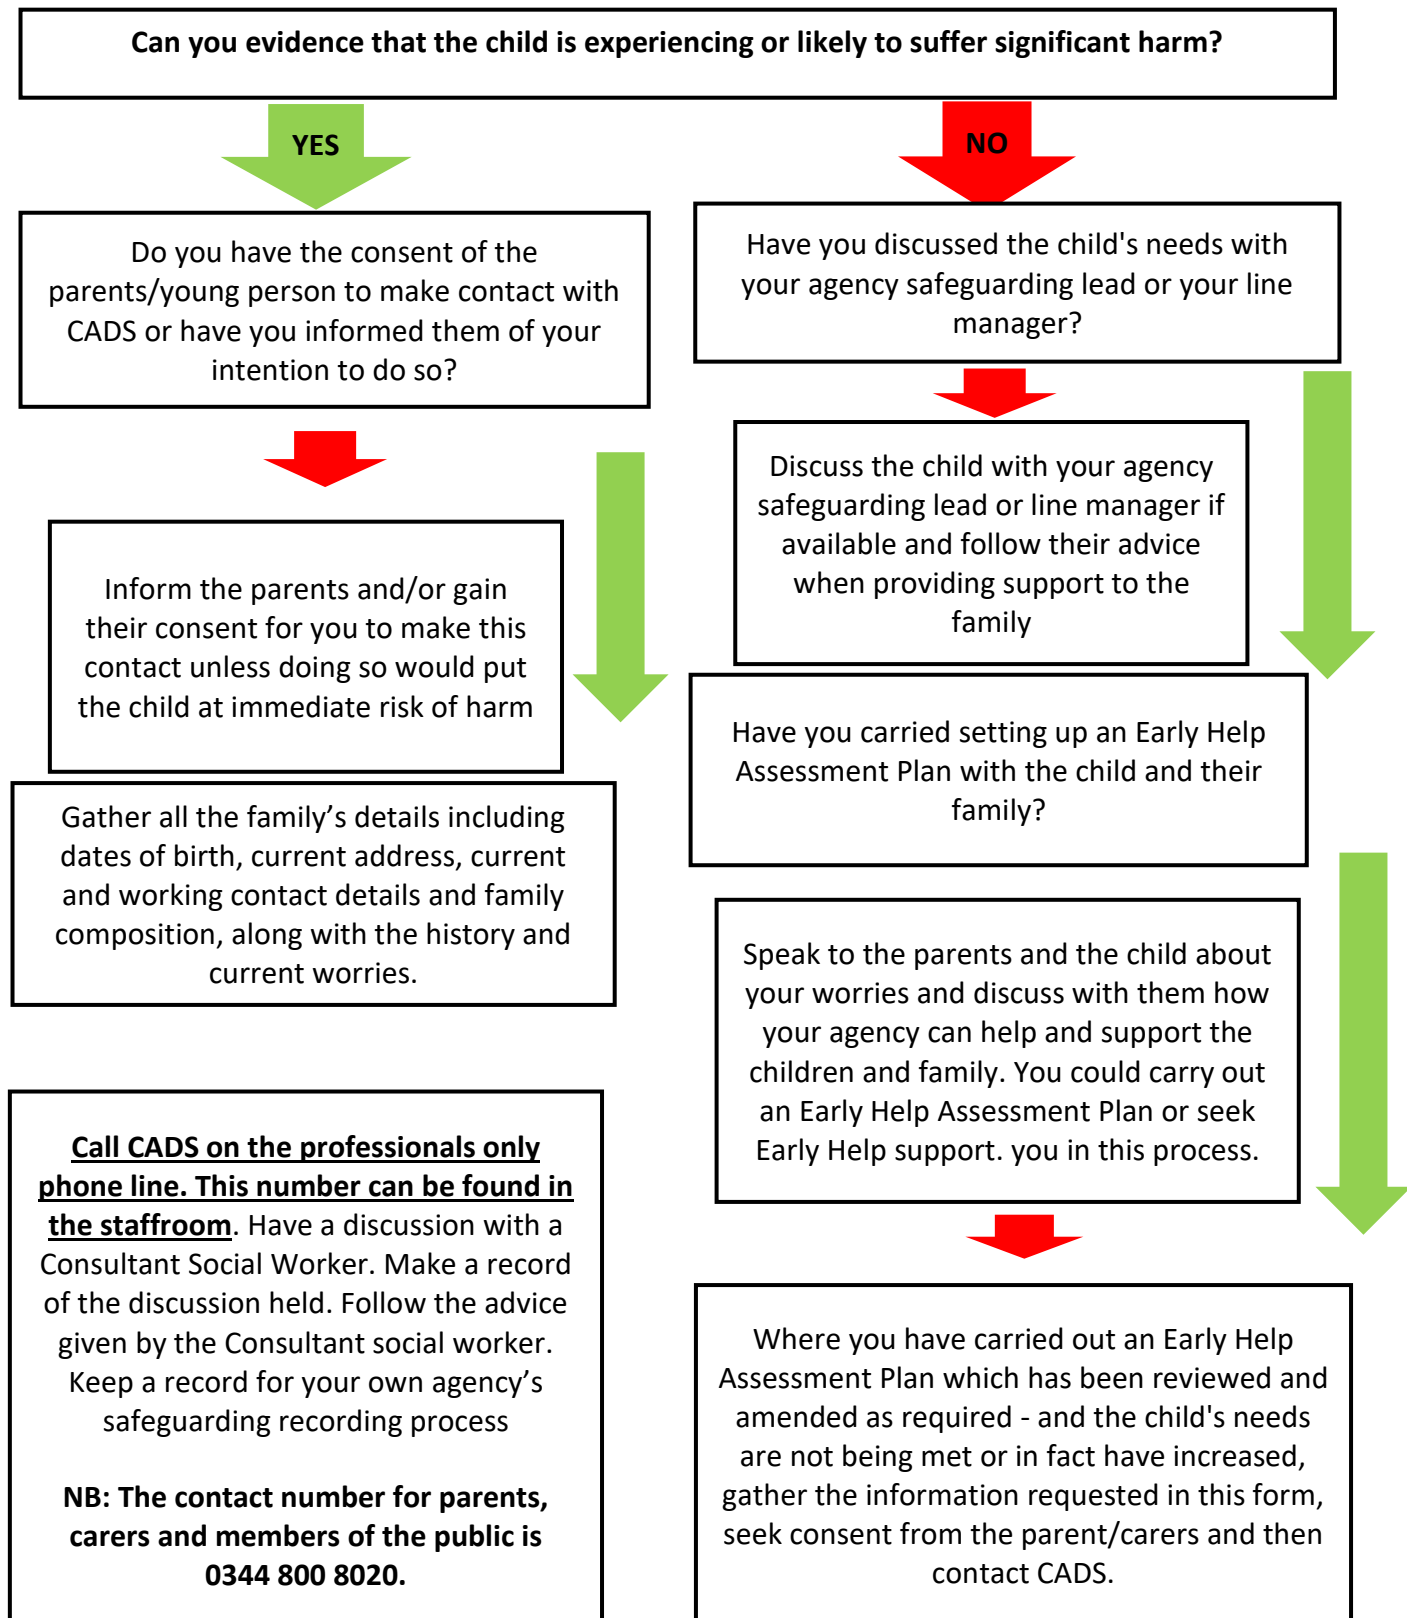 Can you evidence that the child is experiencing or likely to suffer significant harm?
YES
NO
Do you have the consent of the
parents/young person to make contact with
CADS or have you informed them of your
intention to do so?
Inform the parents and/or gain
their consent for you to make this
contact unless doing so would put
the child at immediate risk of harm
Gather all the family’s details including
dates of birth, current address, current
and working contact details and family
composition, along with the history and
current worries.
Call CADS on the professionals only
phone line. This number can be found in
the staffroom. Have a discussion with a
Consultant Social Worker. Make a record
of the discussion held. Follow the advice
given by the Consultant social worker.
Keep a record for your own agency’s
safeguarding recording process
NB: The contact number for parents,
carers and members of the public is
0344 800 8020.
Have you discussed the child's needs with
your agency safeguarding lead or your line
manager?
Discuss the child with your agency
safeguarding lead or line manager if
available and follow their advice
when providing support to the
family
Have you carried setting up an Early Help
Assessment Plan with the child and their
family?
Speak to the parents and the child about
your worries and discuss with them how
your agency can help and support the
children and family. You could carry out
an Early Help Assessment Plan or seek
Early Help support. you in this process.
Where you have carried out an Early Help
Assessment Plan which has been reviewed and
amended as required - and the child's needs
are not being met or in fact have increased,
gather the information requested in this form,
seek consent from the parent/carers and then
contact CADS.